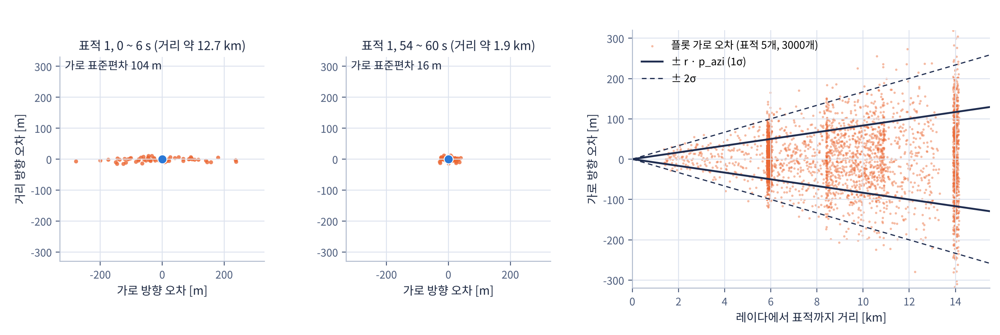 표적 1, 0 ~ 6 s (거리 약 12.7 km)
가로 표준편차 104 m
거리 방향 오차 [m]
300
200
100
0
-100
-200
-300
-200
0
200
가로 방향 오차 [m]
표적 1, 54 ~ 60 s (거리 약 1.9 km)
가로 표준편차 16 m
300
200
100
0
-100
-200
-300
-200
0
200
가로 방향 오차 [m]
플롯 가로 오차 (표적 5개, 3000개)
± r · p_azi (1σ)
± 2σ
가로 방향 오차 [m]
300
200
100
0
-100
-200
-300
0
2
4
6
8
10
12
14
레이다에서 표적까지 거리 [km]